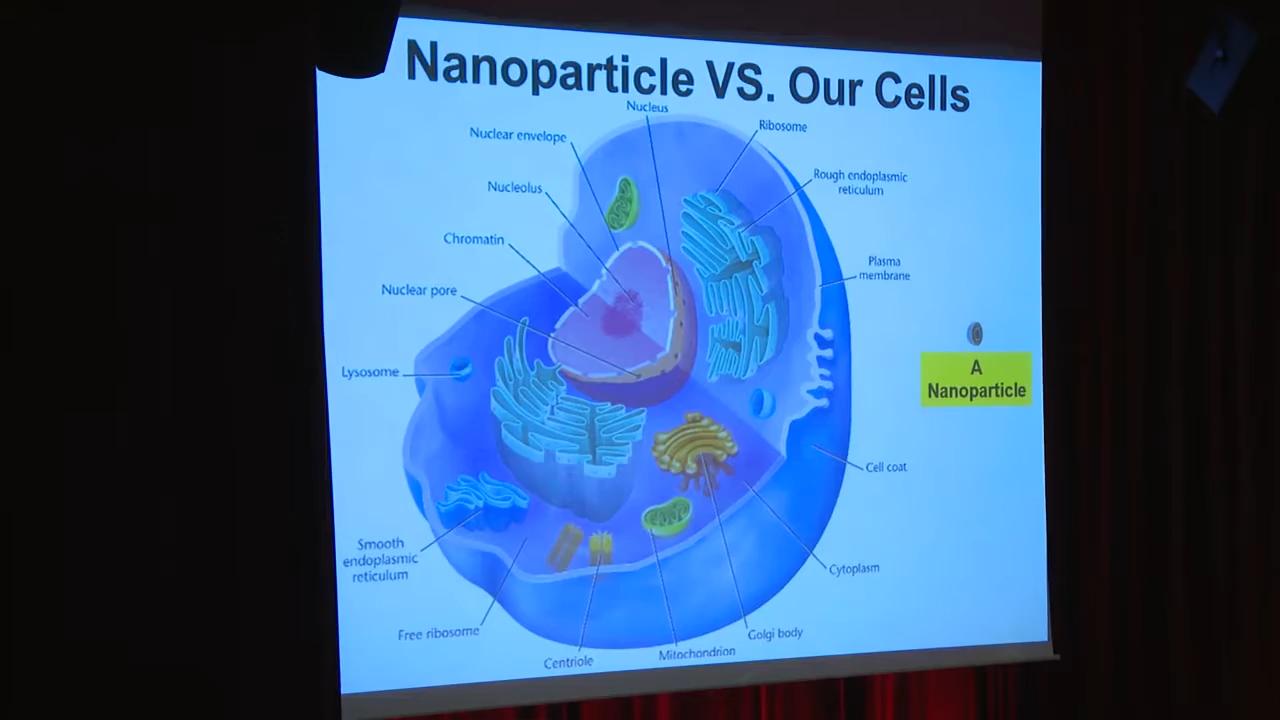 Nanoparticle VS. Our Cells
Nucleus
Ribosome
Nuclear envelope
Rough endoplasmic
reticulum
Nucleolus
Chromatin
Plasma
membrane
Nuclear pore
Lysosome
A
Nanoparticle
Cell coat
Smooth
endoplasmic
reticulum
Cytoplasm
Free ribosome
Golgi body
Centriole
Mitochondrion